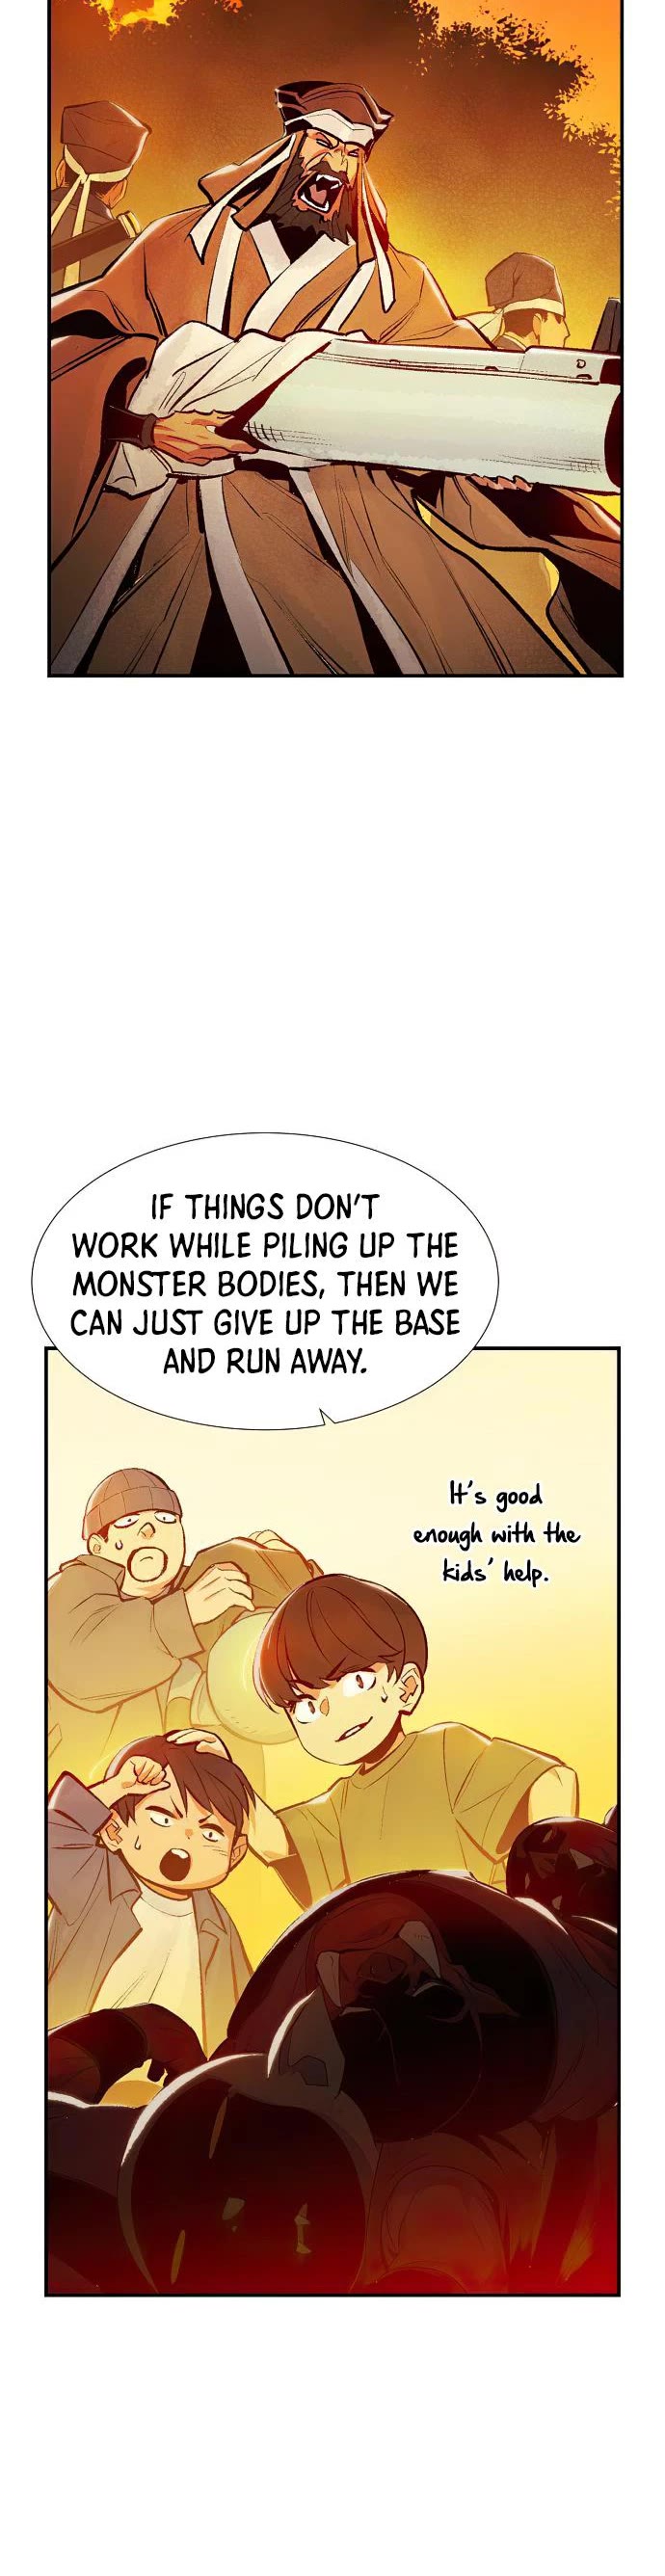 IF THINGS DON'T
WORK WHILE PILING UP THE
MONSTER BODIES, THEN WE
CAN JUST GIVE UP THE BASE
AND RUN AWAY.
It's good
enough with the
kids' help.